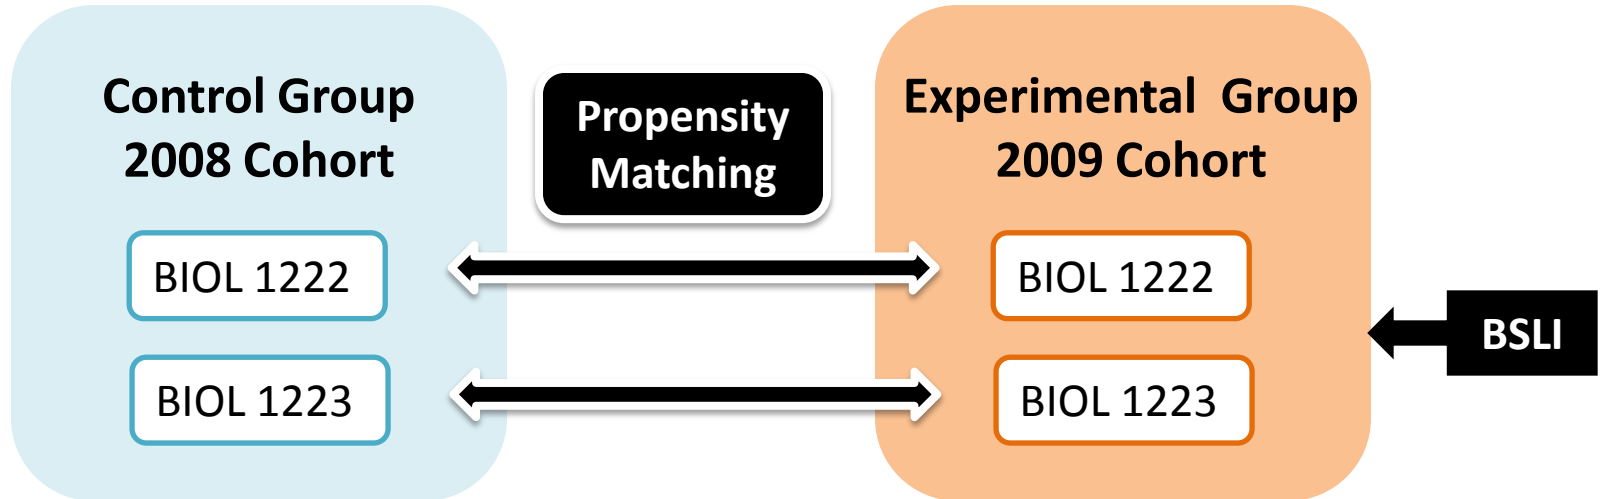 Control Group
2008 Cohort
BIOL 1222
BIOL 1223
Propensity
Matching
Experimental  Group
2009 Cohort
BIOL 1222
BIOL 1223
BSLI